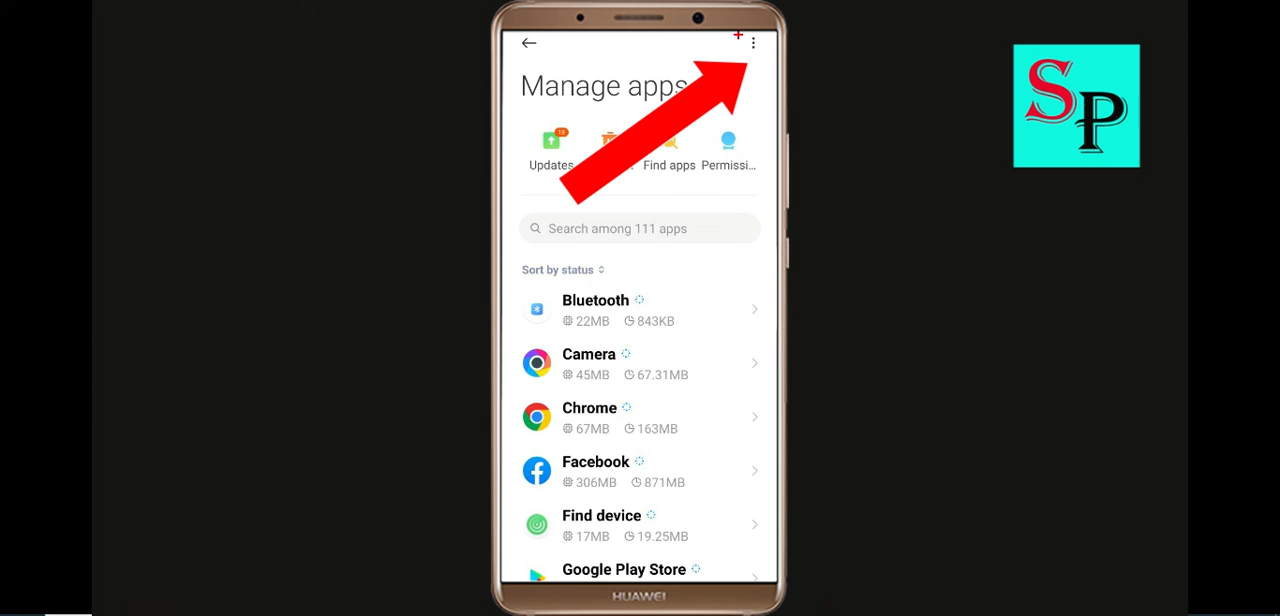 SP
Manage apps
18
Updates
Find apps
Permissi...
Search among 111 apps
Sort by status
Bluetooth
22MB 843KB
Camera
45MB 67.31MB
Chrome
67MB 163MB
Facebook
306MB 871MB
Find device
17MB 19.25MB
Google Play Store
HUAWEI